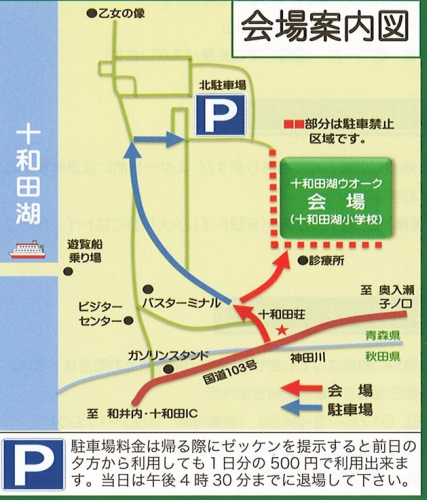 会場案内図
乙女の像
北駐車場
P
■■部分は駐車禁止
区域です。
十和田湖
十和田湖ウオーク
会場
(十和田湖小学校)
遊覧船
乗り場
診療所
至 奥入瀬
子ノ口
バスターミナル
十和田荘
ビジター
センター
青森県
秋田県
ガソリンスタンド
神田川
国道103号
会場
駐車場
至 和井内・十和田IC
P
駐車場料金は帰る際にゼッケンを提示すると前日の
夕方から利用しても1日分の500円で利用出来ま
す。当日は午後4時30分までに退場して下さい。